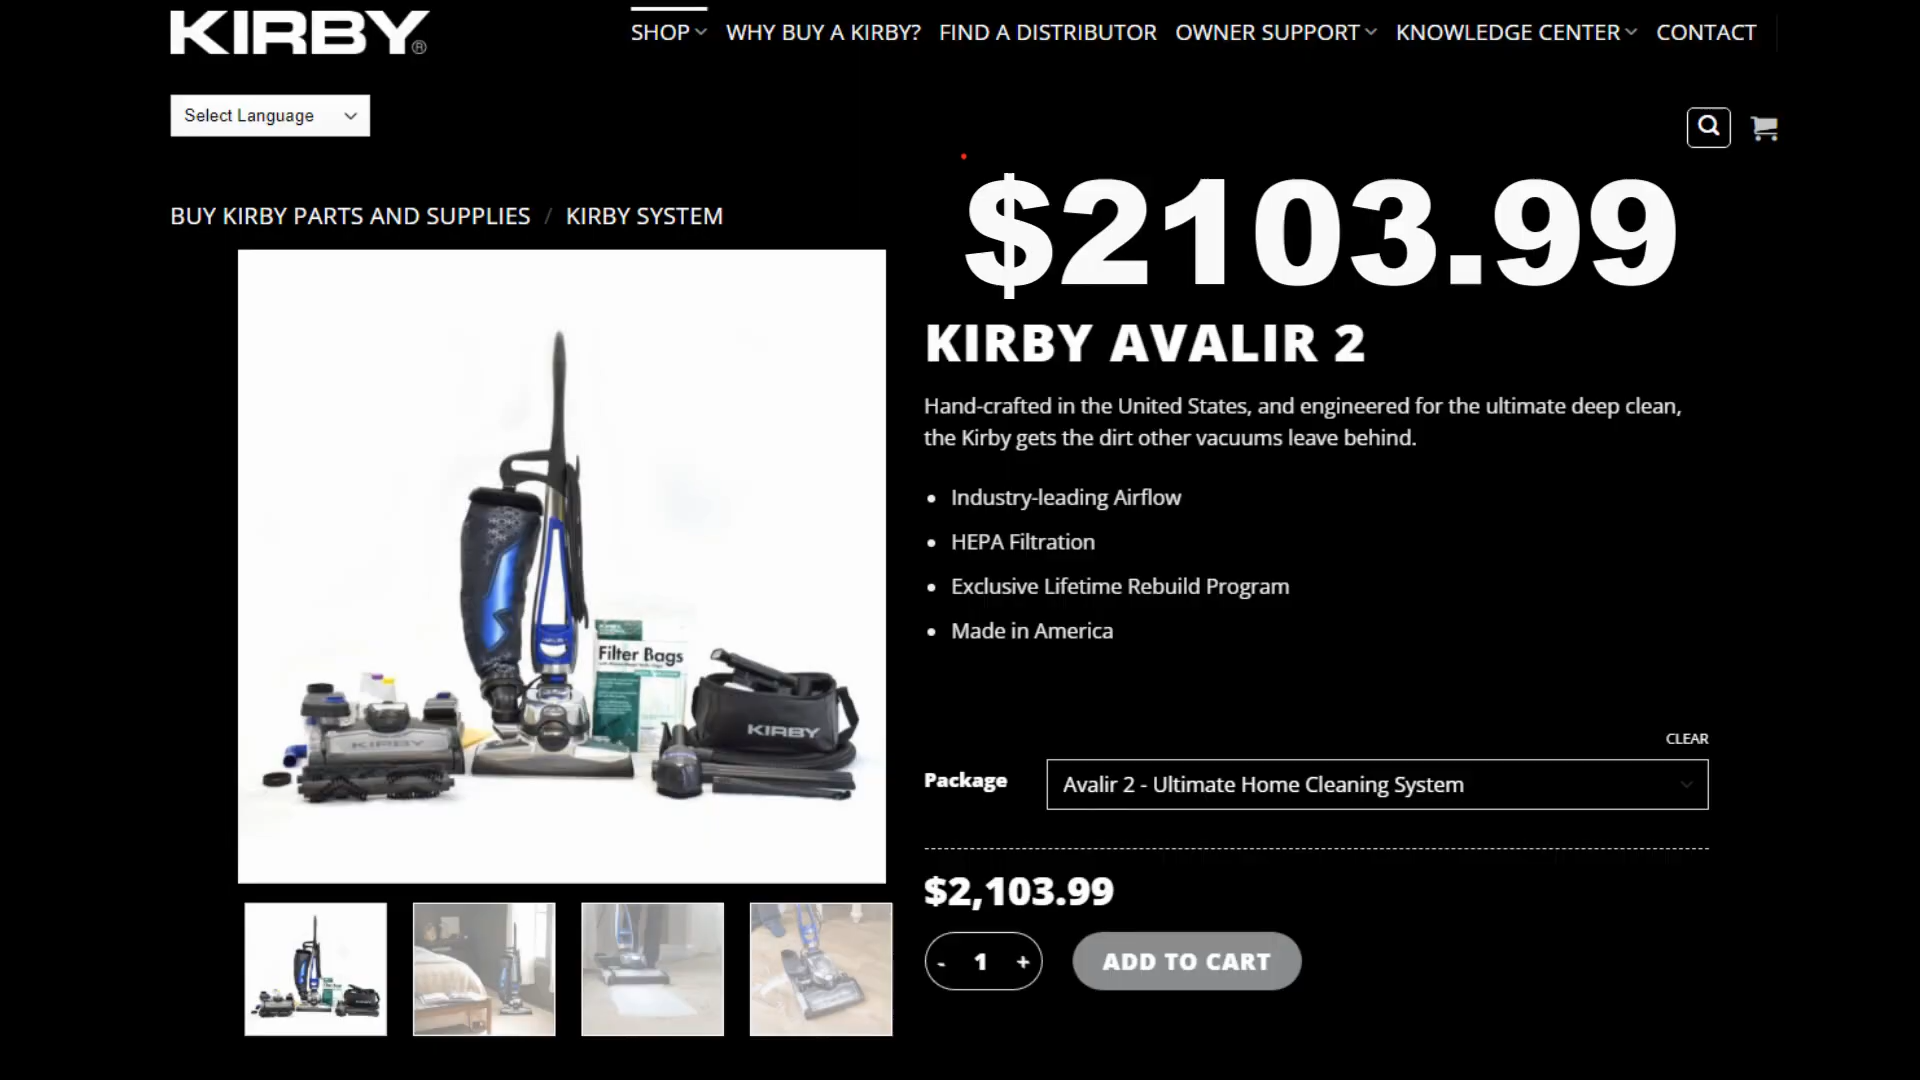 KIRBY®
SHOP WHY BUY A KIRBY? FIND A DISTRIBUTOR OWNER SUPPORT KNOWLEDGE CENTER CONTACT
Select Language
BUY KIRBY PARTS AND SUPPLIES / KIRBY SYSTEM
$2103.99
KIRBY AVALIR 2
Hand-crafted in the United States, and engineered for the ultimate deep clean,
the Kirby gets the dirt other vacuums leave behind.
• Industry-leading Airflow
• HEPA Filtration
• Exclusive Lifetime Rebuild Program
• Made in America
Filter Bags
KIRBY
KIRBY
CLEAR
Package Avalir 2 - Ultimate Home Cleaning System
$2,103.99
- 1 +
ADD TO CART